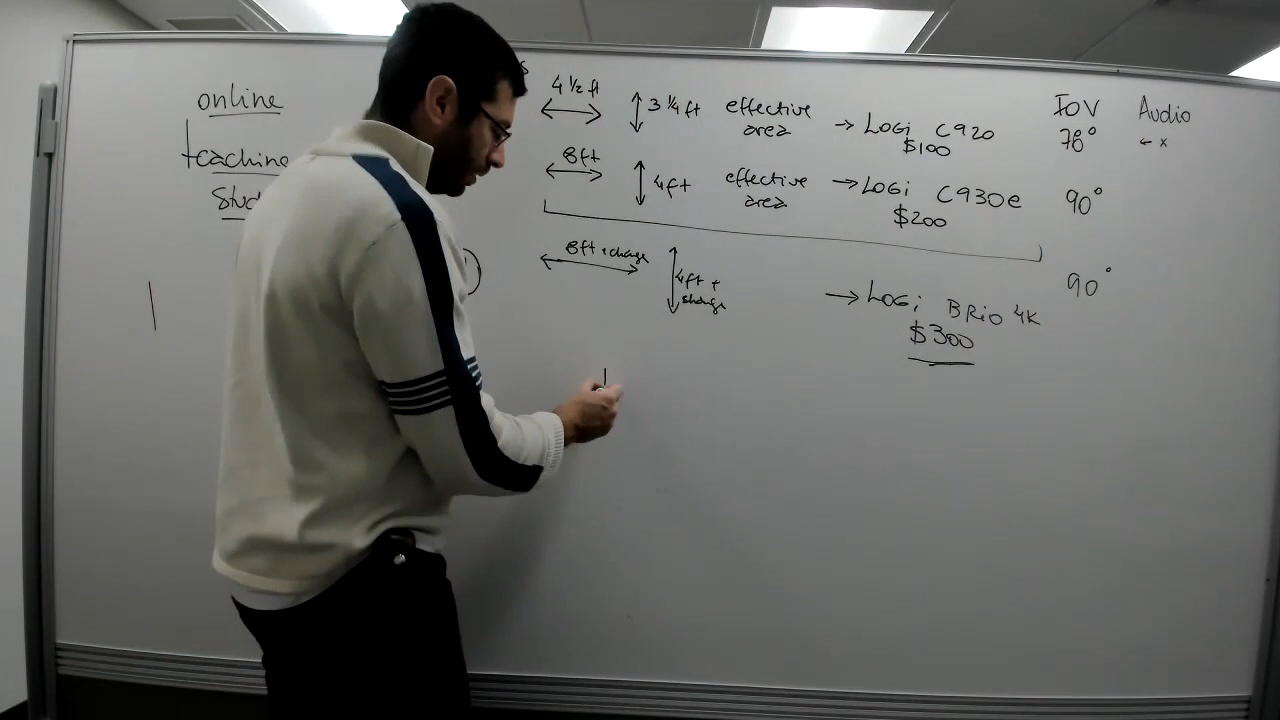 online
teaching
4 1/2 ft
3 1/4 ft
effective
area
→ Logi C920
$100
FOV
78°
Audio
← x
8ft
4ft
effective
area
→ Logi C930e
$200
90°
8ft + change
4ft +
→ Logi BRIO 4K
$300
90°